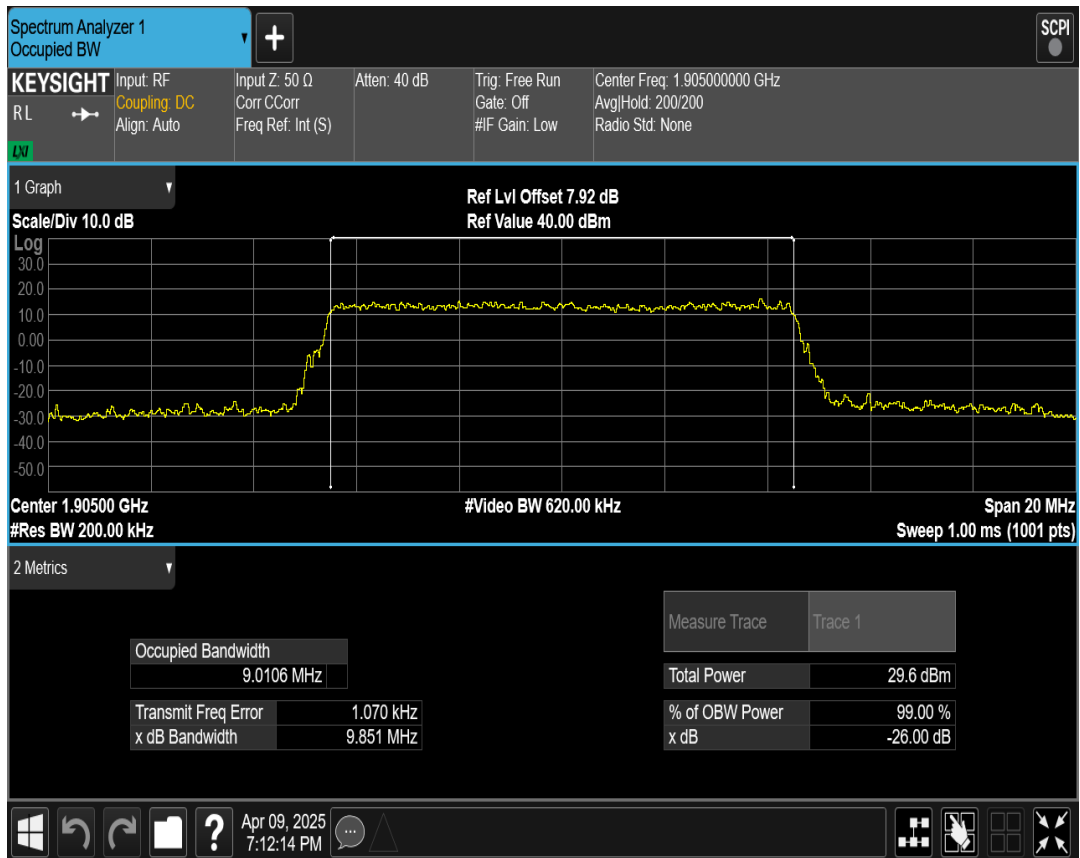 Spectrum Analyzer 1
Occupied BW
+
SCPI
KEYSIGHT
RL
LXI
Input: RF
Coupling: DC
Align: Auto
Input Z: 50 Ω
Corr CCorr
Freq Ref: Int (S)
Atten: 40 dB
Trig: Free Run
Gate: Off
#IF Gain: Low
Center Freq: 1.905000000 GHz
Avg|Hold: 200/200
Radio Std: None
1 Graph
Scale/Div 10.0 dB
Ref Lvl Offset 7.92 dB
Ref Value 40.00 dBm
Log
30.0
20.0
10.0
0.00
-10.0
-20.0
-30.0
-40.0
-50.0
Center 1.90500 GHz
#Video BW 620.00 kHz
Span 20 MHz
#Res BW 200.00 kHz
Sweep 1.00 ms (1001 pts)
2 Metrics
Measure Trace Trace 1
Occupied Bandwidth
9.0106 MHz
Total Power 29.6 dBm
Transmit Freq Error 1.070 kHz
% of OBW Power 99.00 %
x dB Bandwidth 9.851 MHz
x dB -26.00 dB
?
Apr 09, 2025
7:12:14 PM